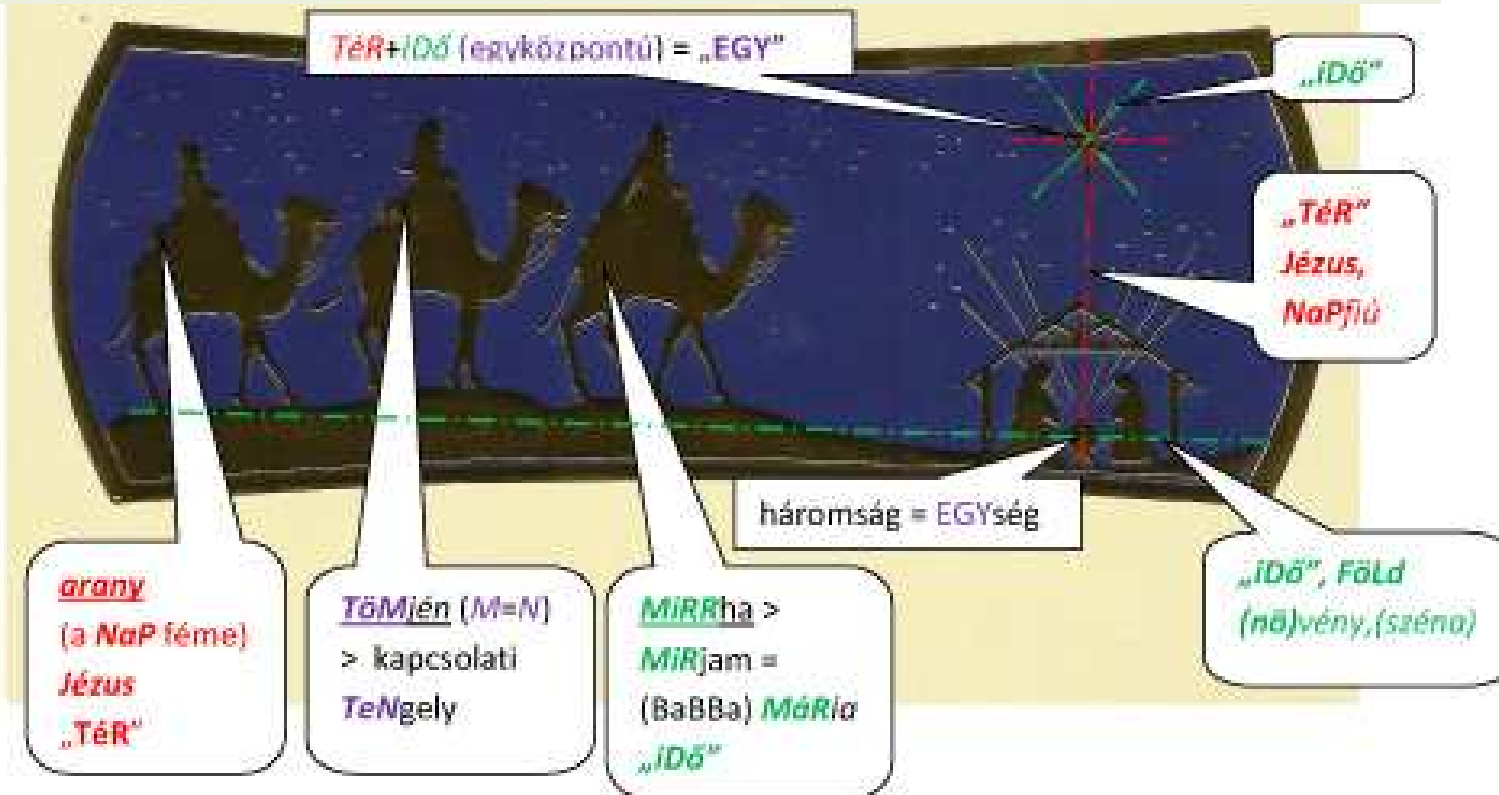 TéR+iDő (egyközpontú) = „EGY”
„iDő”
„TéR”
Jézus,
NaPfiú
háromság = EGYség
„iDő”, FöLd
(nö)vény,(széna)
arany
(a NaP féme)
Jézus
„TéR”
TöMjén (M=N)
> kapcsolati
TeNgely
MiRRha >
MiRjam =
(BaBBa) MáRia
„iDő”